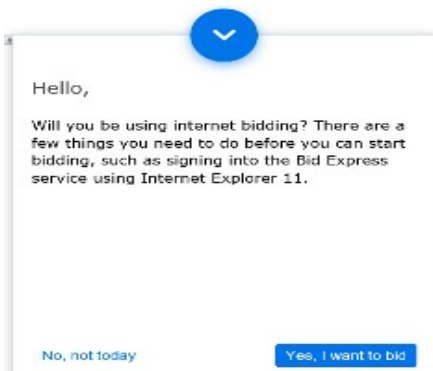 Hello,
Will you be using internet bidding? There are a
few things you need to do before you can start
bidding, such as signing into the Bid Express
service using Internet Explorer 11.
No, not today
Yes, I want to bid